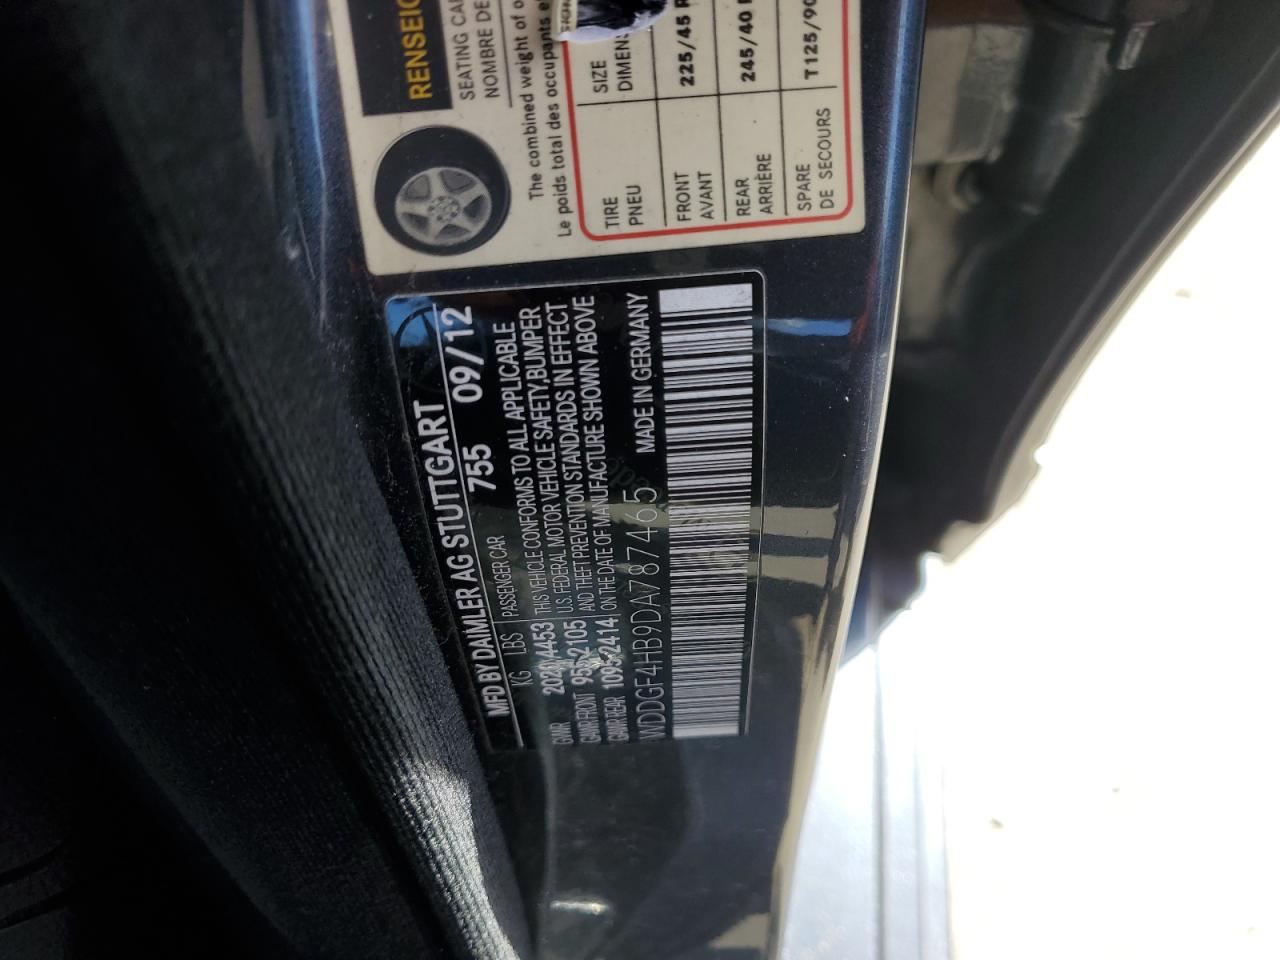 MFD BY DAIMLER AG STUTTGART
755 09/12
KG LBS PASSENGER CAR
GVWR 2020 4453 THIS VEHICLE CONFORMS TO ALL APPLICABLE
GAWR FRONT 955 2105 U.S. FEDERAL MOTOR VEHICLE SAFETY, BUMPER
GAWR REAR 1095 2414 AND THEFT PREVENTION STANDARDS IN EFFECT
ON THE DATE OF MANUFACTURE SHOWN ABOVE
WDDGF4HB9DA787465 MADE IN GERMANY
RENSEIG
SEATING CA
NOMBRE DE
The combined weight of o
Le poids total des occupants e
TIRE SIZE
PNEU DIMENS
FRONT 225/45 R
AVANT
REAR 245/40
ARRIÈRE
SPARE T125/90
DE SECOURS